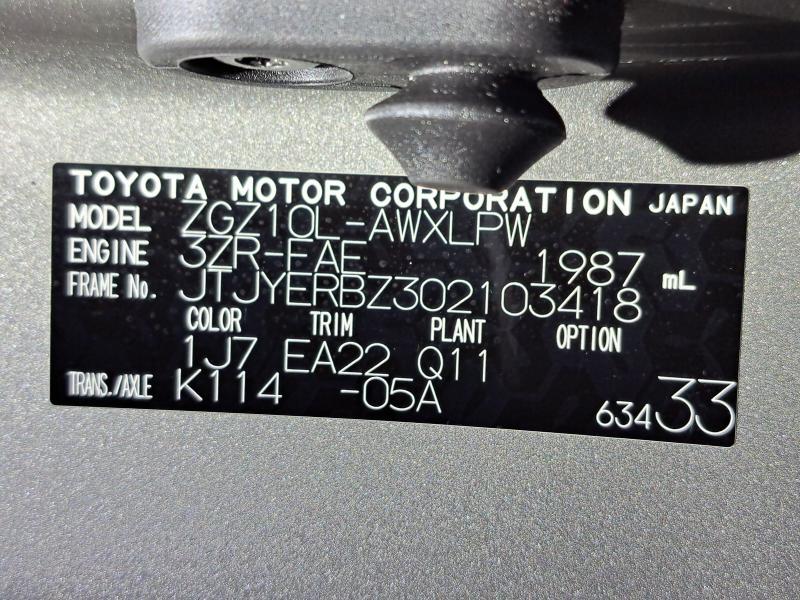 TOYOTA MOTOR CORPORATION JAPAN
MODEL ZGZ10L-AWXLPW
ENGINE 3ZR-FAE 1987 mL
FRAME No. JTJYERBZ302103418
COLOR TRIM PLANT OPTION
1J7 EA22 Q11
TRANS./AXLE K114 -05A
63433